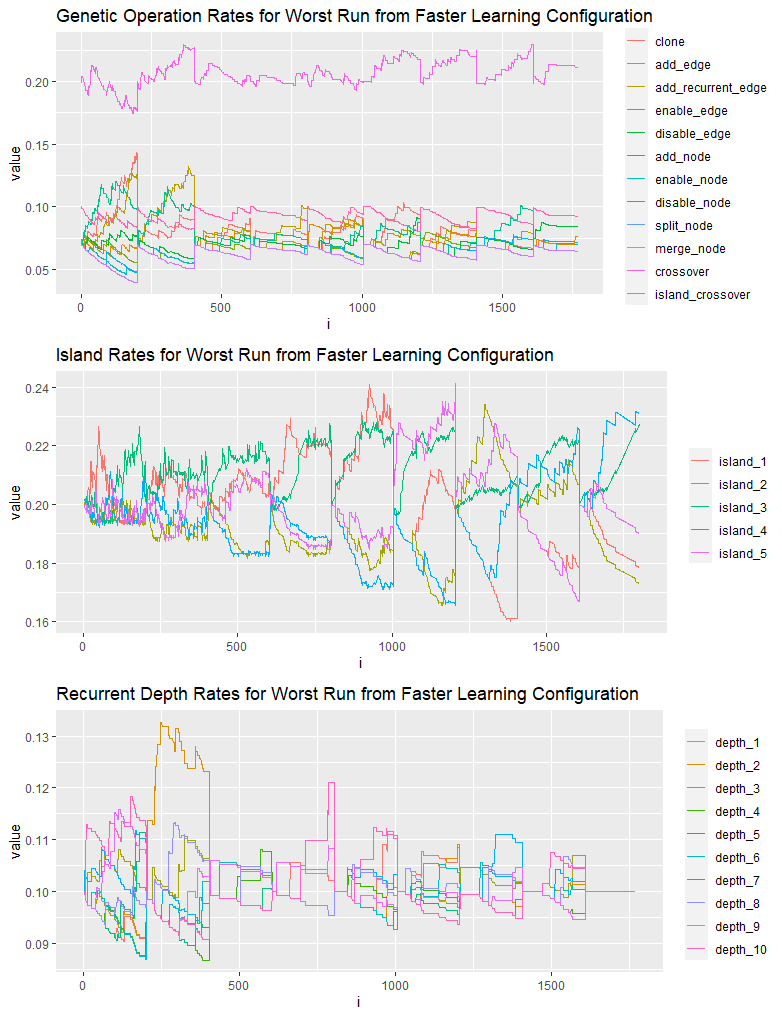 Genetic Operation Rates for Worst Run from Faster Learning Configuration
value
0.20
0.15
0.10
0.05
0
500
1000
1500
i
clone
add_edge
add_recurrent_edge
enable_edge
disable_edge
add_node
enable_node
disable_node
split_node
merge_node
crossover
island_crossover
Island Rates for Worst Run from Faster Learning Configuration
value
0.24
0.22
0.20
0.18
0.16
0
500
1000
1500
i
island_1
island_2
island_3
island_4
island_5
Recurrent Depth Rates for Worst Run from Faster Learning Configuration
value
0.13
0.12
0.11
0.10
0.09
0
500
1000
1500
i
depth_1
depth_2
depth_3
depth_4
depth_5
depth_6
depth_7
depth_8
depth_9
depth_10